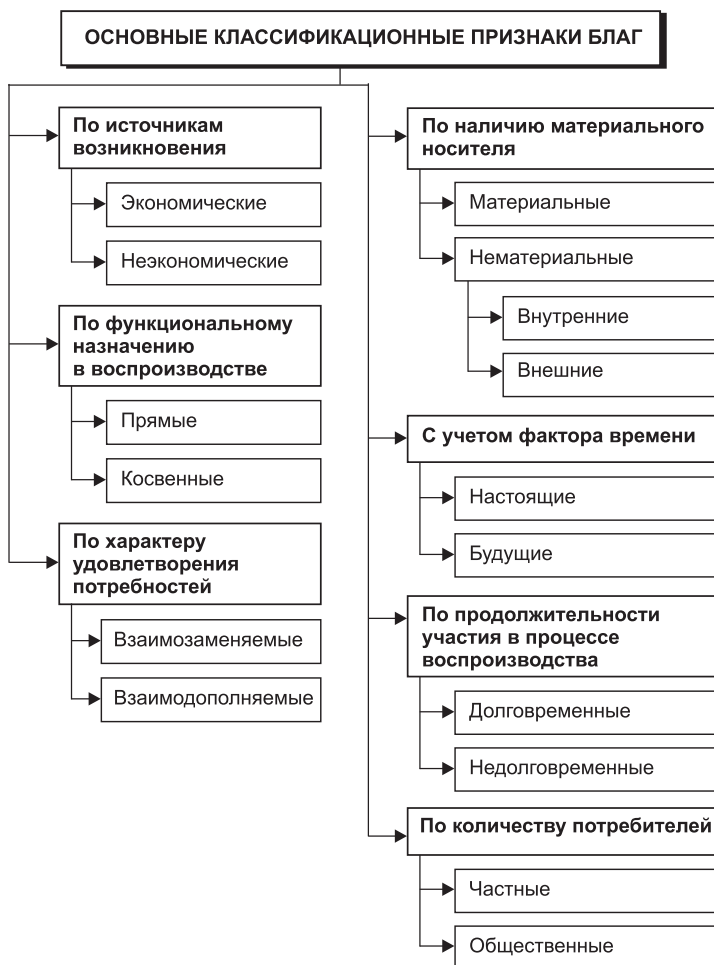 ОСНОВНЫЕ КЛАССИФИКАЦИОННЫЕ ПРИЗНАКИ БЛАГ
По источникам
возникновения
Экономические
Неэкономические
По функциональному
назначению
в воспроизводстве
Прямые
Косвенные
По характеру
удовлетворения
потребностей
Взаимозаменяемые
Взаимодополняемые
По наличию материального
носителя
Материальные
Нематериальные
Внутренние
Внешние
С учетом фактора времени
Настоящие
Будущие
По продолжительности
участия в процессе
воспроизводства
Долговременные
Недолговременные
По количеству потребителей
Частные
Общественные